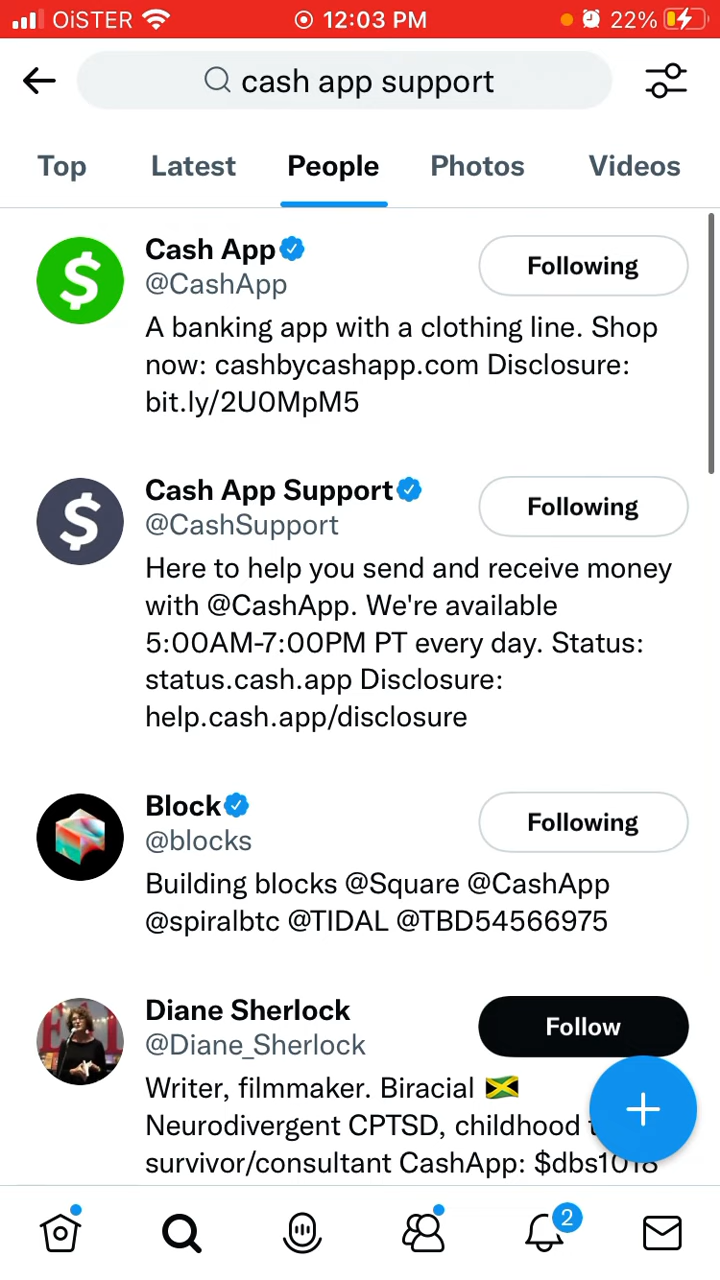 OiSTER 12:03 PM 22%
cash app support
Top Latest People Photos Videos
Cash App
Following
@CashApp
A banking app with a clothing line. Shop
now: cashbycashapp.com Disclosure:
bit.ly/2U0MpM5
Cash App Support
Following
@CashSupport
Here to help you send and receive money
with @CashApp. We're available
5:00AM-7:00PM PT every day. Status:
status.cash.app Disclosure:
help.cash.app/disclosure
Block
Following
@blocks
Building blocks @Square @CashApp
@spiralbtc @TIDAL @TBD54566975
Diane Sherlock
Follow
@Diane_Sherlock
Writer, filmmaker. Biracial 🇯🇲
Neurodivergent CPTSD, childhood
survivor/consultant CashApp: $dbs1018
2